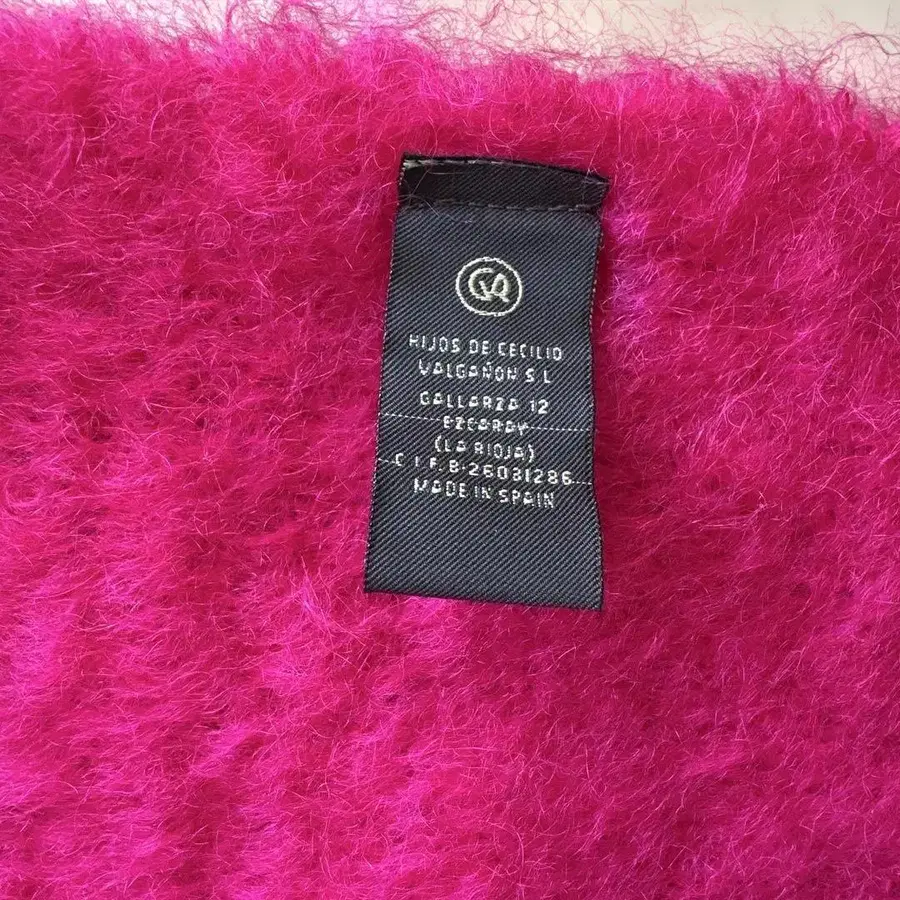 HIJOS DE CECILIO
VALGAÑON S.L
GALLARZA 12
EZCARAY
(LA RIOJA)
C.I.F. B-26031286
MADE IN SPAIN